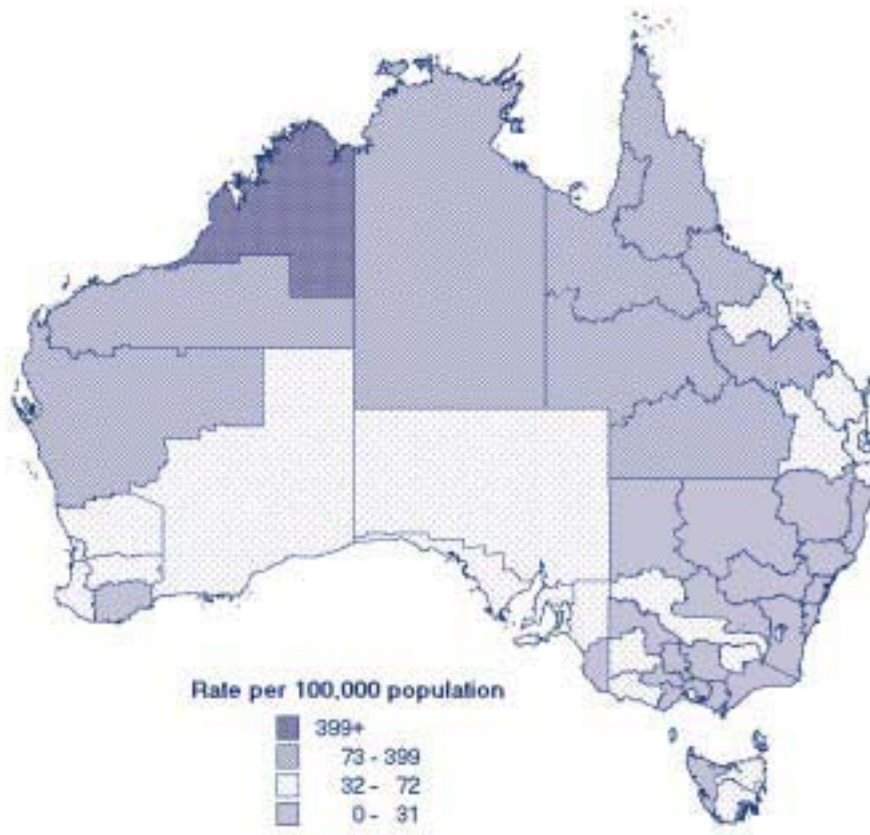 Rate per 100,000 population
399+
73 - 399
32 - 72
0 - 31